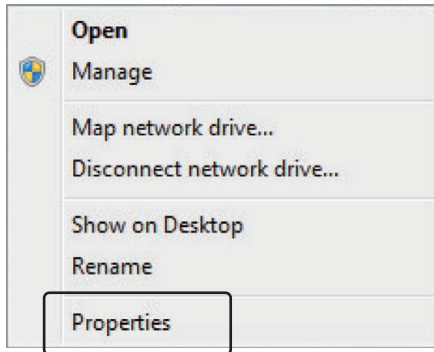 Open
Manage
Map network drive...
Disconnect network drive...
Show on Desktop
Rename
Properties